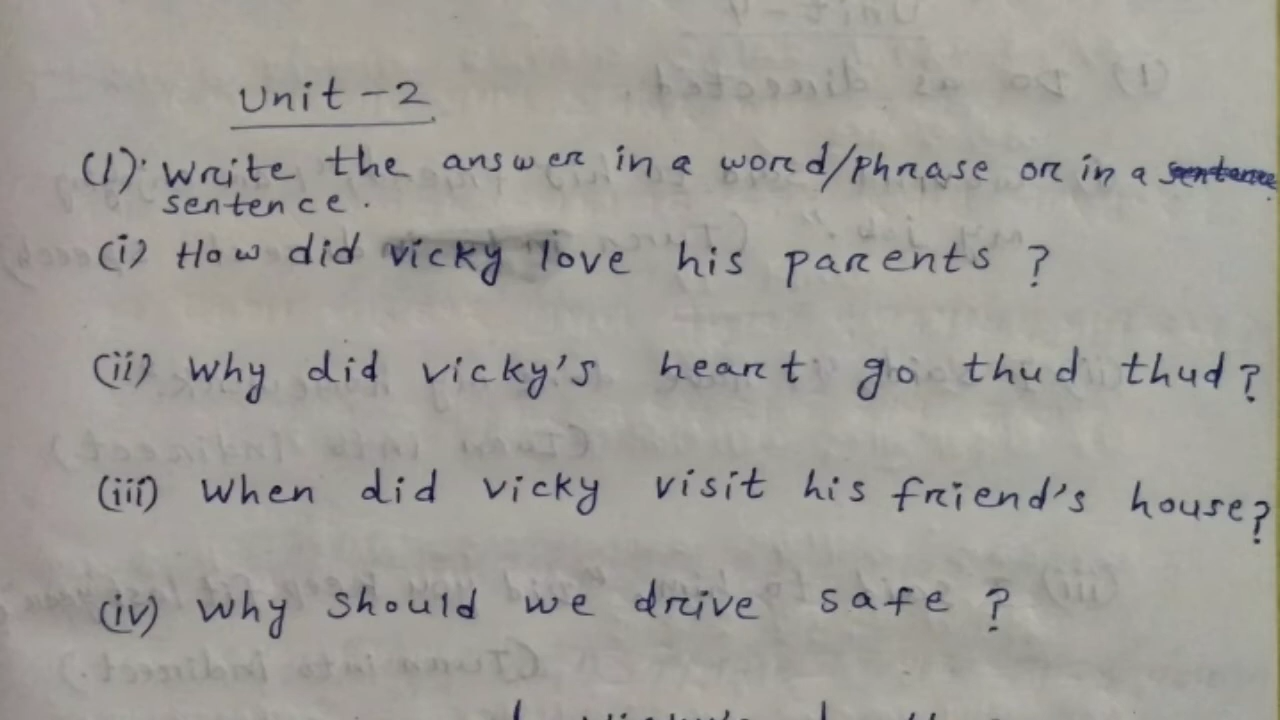 Unit-2
(1). Write the answer in a word/phrase or in a
sentence.
(i) How did vicky love his parents ?
(ii) Why did vicky's heart go thud thud ?
(iii) When did vicky visit his friend's house?
(iv) Why should we drive safe ?